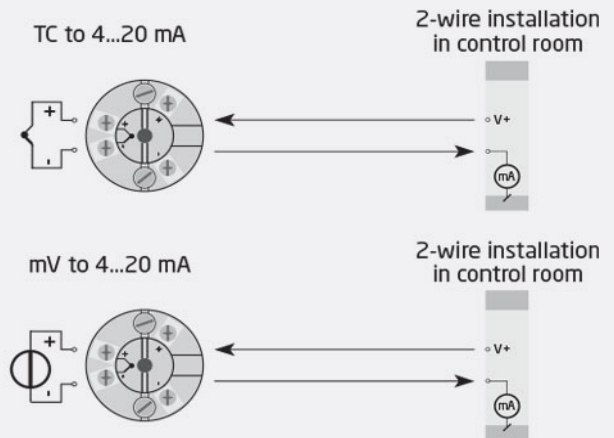 TC to 4...20 mA
2-wire installation
in control room
+
-
+
-
+
-
V+
mA
mV to 4...20 mA
2-wire installation
in control room
+
-
+
-
+
-
V+
mA